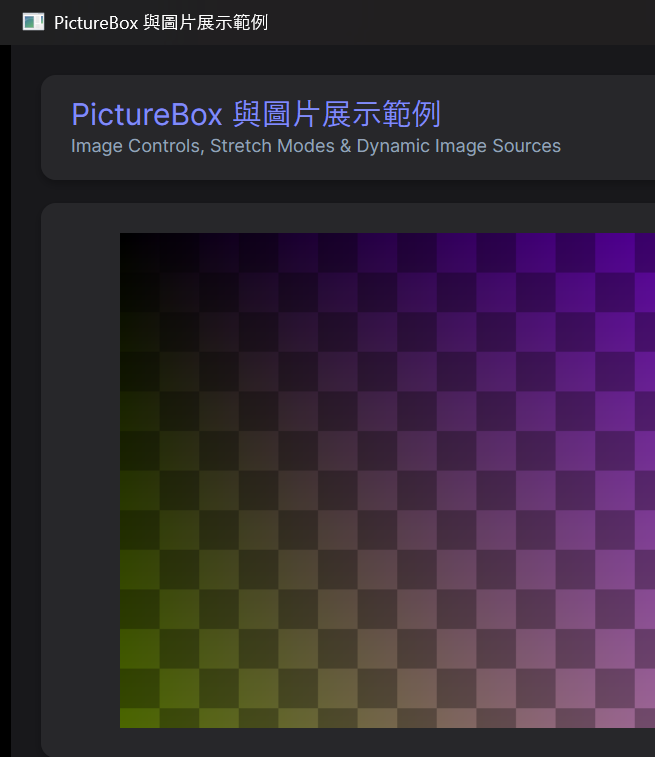 PictureBox 與圖片展示範例
PictureBox 與圖片展示範例
Image Controls, Stretch Modes & Dynamic Image Sources